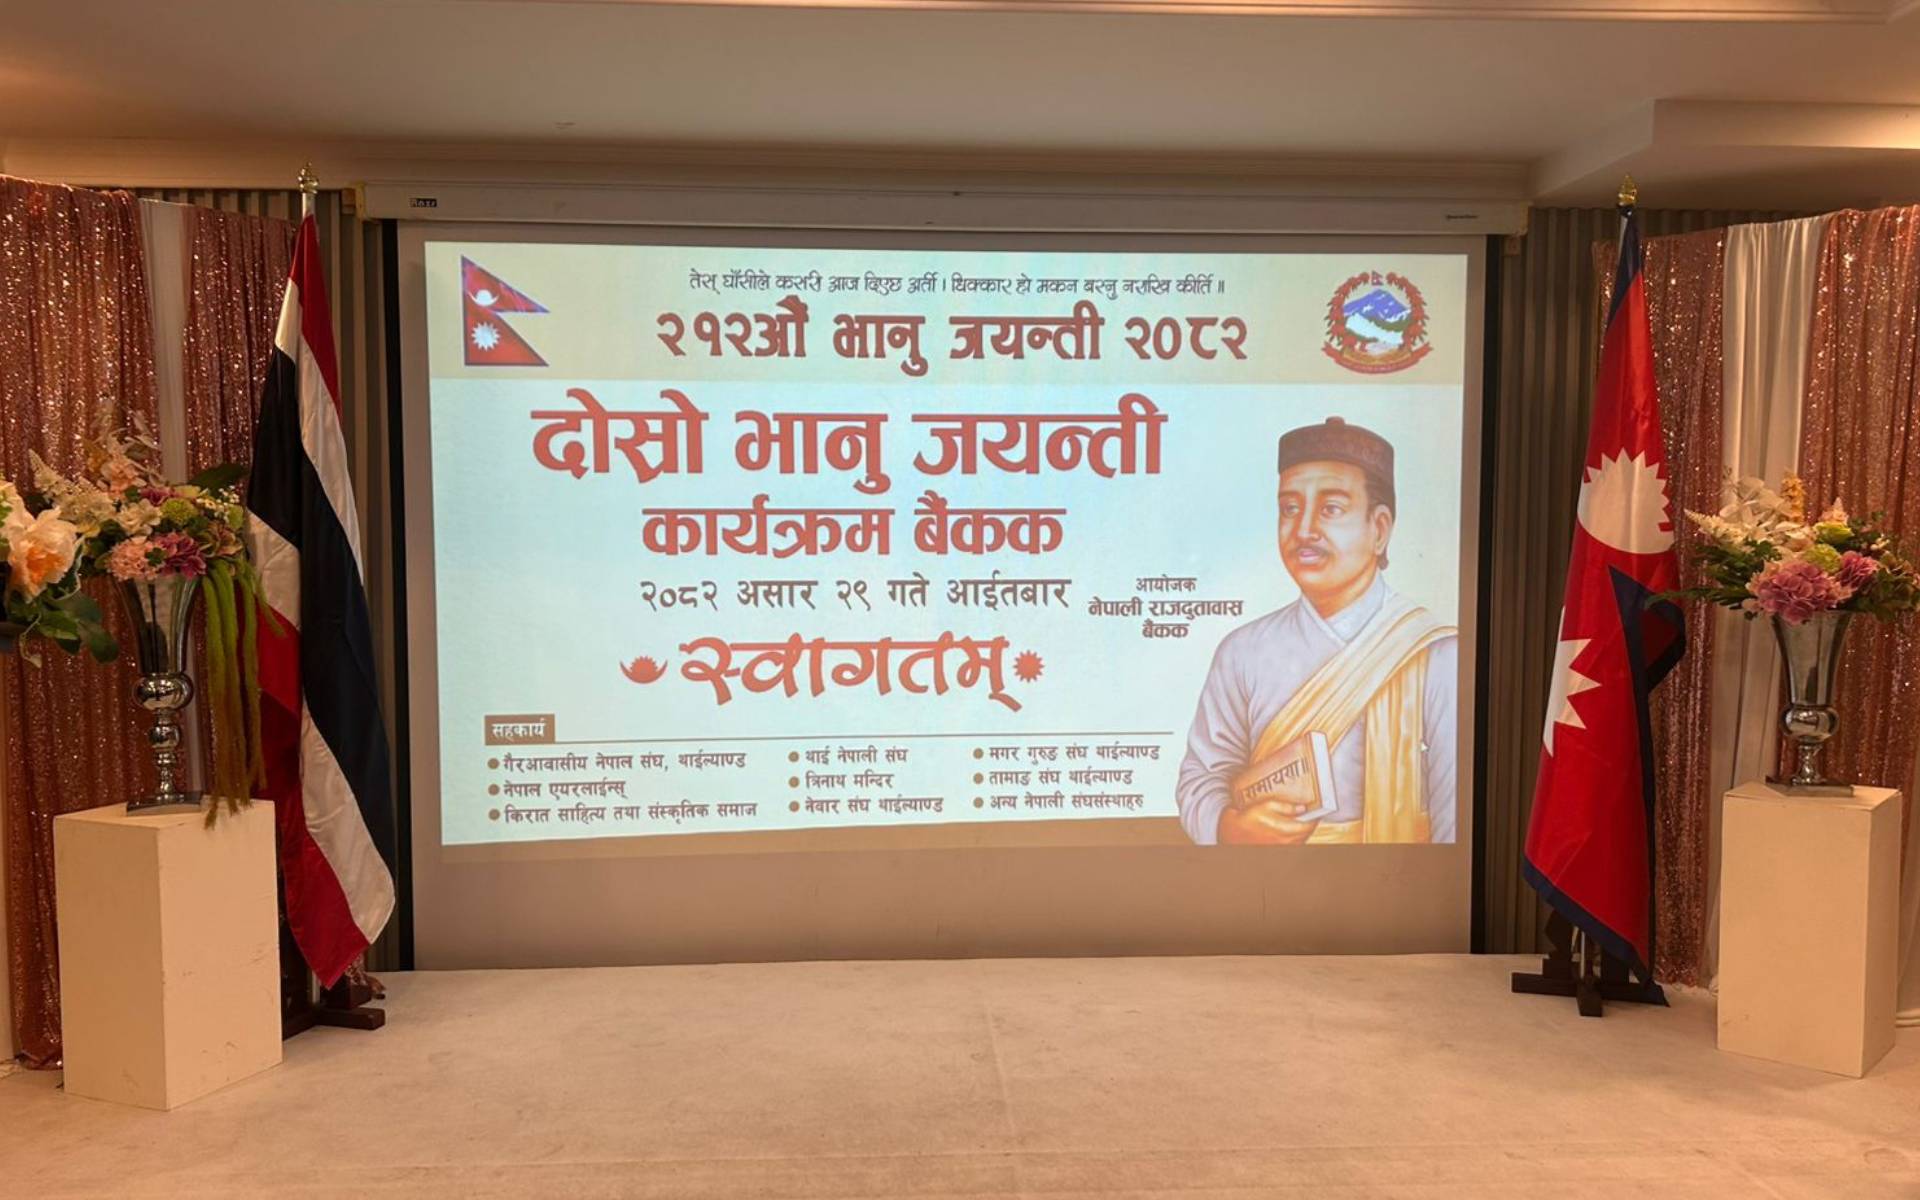 तेस् घाँसीले कसरी आज दिएछ अर्ती । धिक्कार हो मकन बस्नु नराखि कीर्ति ॥
२१२औं भानु जयन्ती २०८२
दोस्रो भानु जयन्ती
कार्यक्रम बैंकक
२०८२ असार २९ गते आईतबार
आयोजक
नेपाली राजदुतावास
बैंकक
स्वागतम्
रामायण॥
सहकार्य
गैरआवासीय नेपाल संघ, थाईल्याण्ड
नेपाल एयरलाईन्स्
किरात साहित्य तथा संस्कृतिक समाज
थाई नेपाली संघ
त्रिनाथ मन्दिर
नेवार संघ थाईल्याण्ड
मगर गुरुङ संघ थाईल्याण्ड
तामाङ संघ थाईल्याण्ड
अन्य नेपाली संघसंस्थाहरु